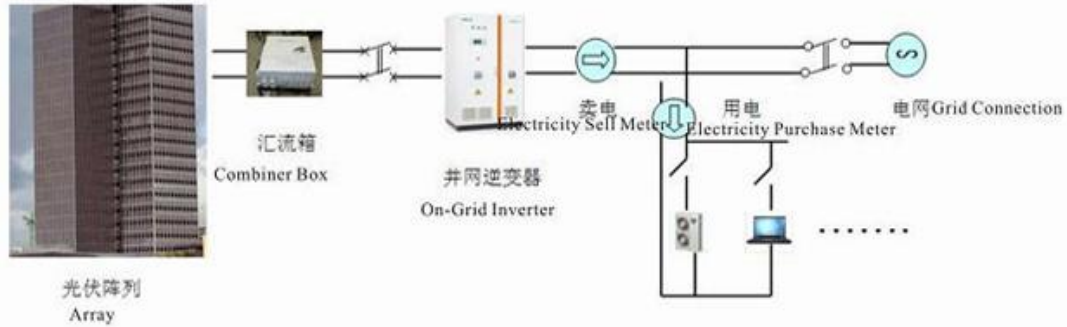 卖电
用电
电网Grid Connection
Electricity Sell Meter
Electricity Purchase Meter
汇流箱
Combiner Box
并网逆变器
On-Grid Inverter
光伏阵列
Array